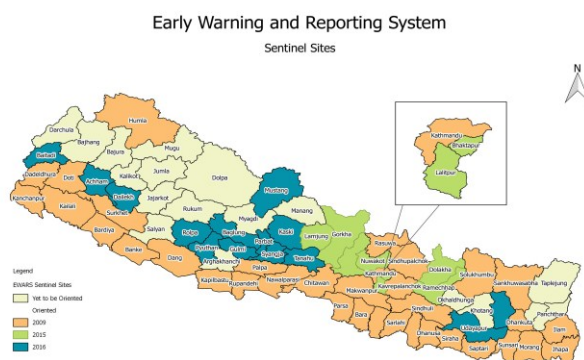 Early Warning and Reporting System
Sentinel Sites
N
Humla
Darchula
Bajhang
Mugu
Bajura
Baitadi
Kathmandu
Bhaktapur
Lalitpur
Dadeldhura
Doti
Achham
Kalikot
Jumla
Dolpa
Mustang
Kanchanpur
Kailali
Dailekh
Jajarkot
Manang
Surkhet
Rukum
Myagdi
Bardiya
Salyan
Rolpa
Baglung
Kaski
Lamjung
Gorkha
Rasuwa
Banke
Pyuthan
Gulmi
Parbat
Syangja
Tanahu
Nuwakot
Sindhupalchok
Dolakha
Dang
Arghakhanchi
Palpa
Kathmandu
Solukhumbu
Sankhuwasabha
Taplejung
Kapilbastu
Rupandehi
Nawalparasi
Chitawan
Makwanpur
Kavrepalanchok
Ramechhap
Okhaldhunga
Khotang
Panchthar
Parsa
Bara
Sindhuli
Udayapur
Dhankuta
Ilam
Sarlahi
Dhanusa
Siraha
Saptari
Sunsari
Morang
Jhapa
Legend
EWARS Sentinel Sites
Yet to be Oriented
Oriented
2009
2015
2016